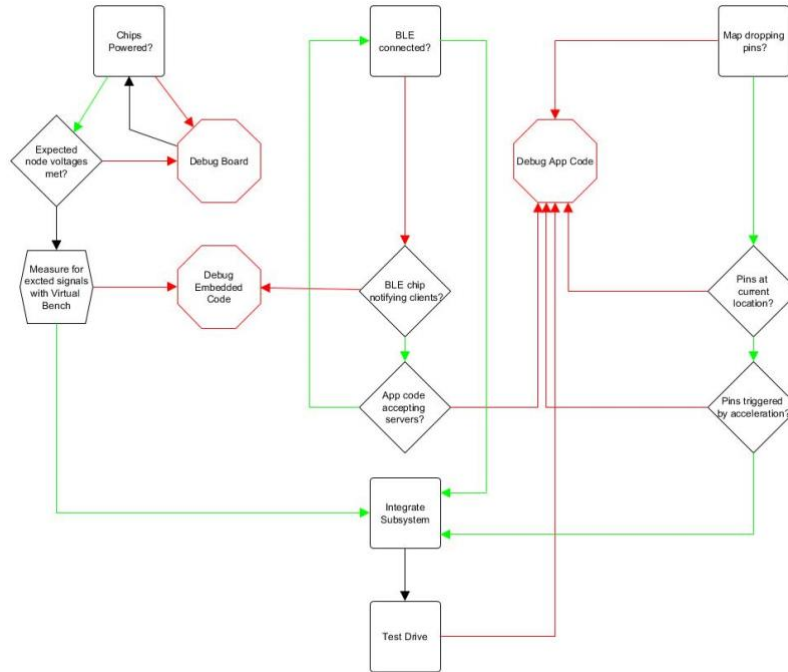 Chips
Powered?
BLE
connected?
Map dropping
pins?
Expected
node voltages
met?
Debug Board
Debug App Code
Measure for
excted signals
with Virtual
Bench
Debug
Embedded
Code
BLE chip
notifying clients?
Pins at
current
location?
App code
accepting
servers?
Pins triggered
by acceleration?
Integrate
Subsystem
Test Drive